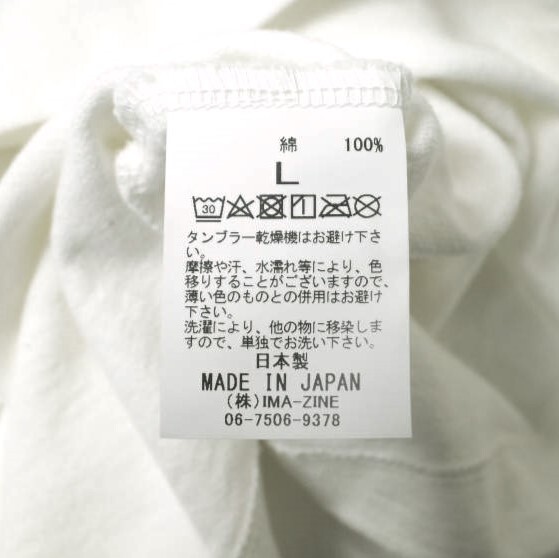 綿 100%
L
30
タンブラー乾燥機はお避け下さ
い。
摩擦や汗、水濡れ等により、色
移りすることがございますので、
薄い色のものとの併用はお避け
下さい。
洗濯により、他の物に移染しま
すので、単独でお洗い下さい。
日本製
MADE IN JAPAN
(株)IMA-ZINE
06-7506-9378